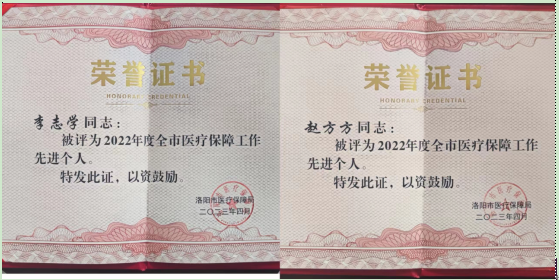 荣誉证书
HONORARY CREDENTIAL
李志学同志：
被评为2022年度全市医疗保障工作
先进个人。
特发此证，以资鼓励。
洛阳市医疗保障局
二〇二三年四月
荣誉证书
HONORARY CREDENTIAL
赵方方同志：
被评为2022年度全市医疗保障工作
先进个人。
特发此证，以资鼓励。
洛阳市医疗保障局
二〇二三年四月